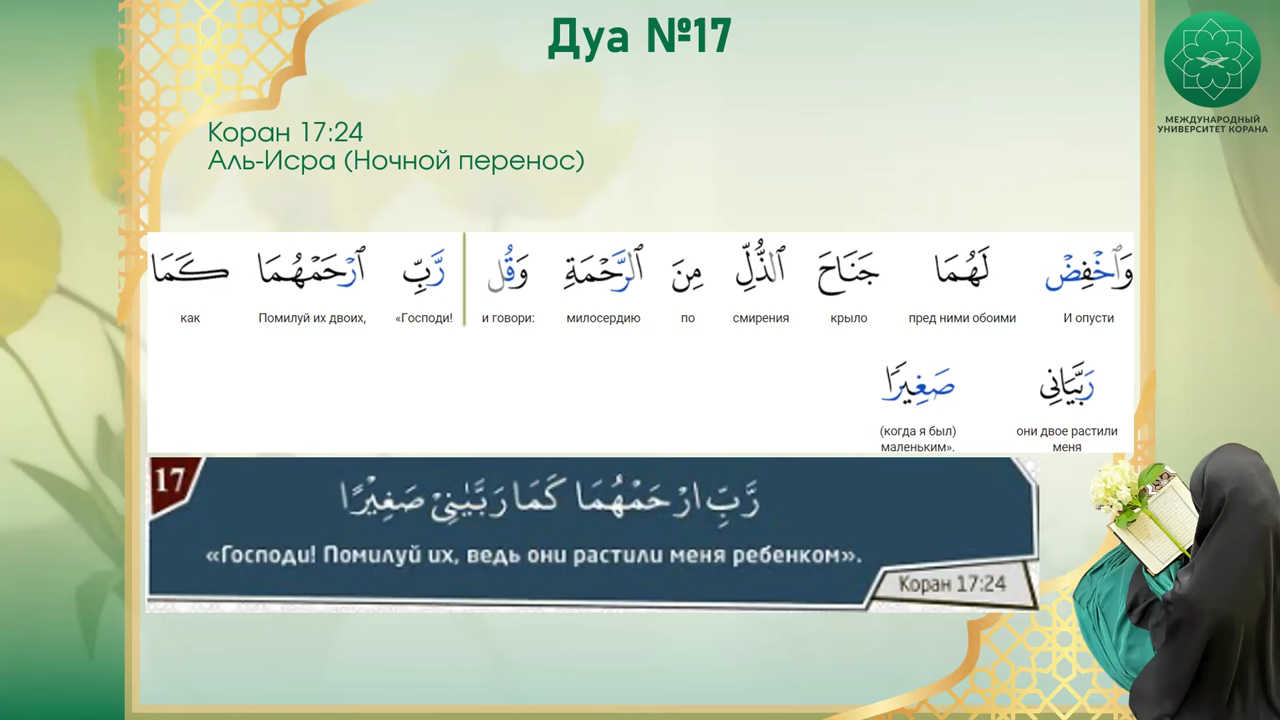 Дуа №17
МЕЖДУНАРОДНЫЙ
УНИВЕРСИТЕТ КОРАНА
Коран 17:24
Аль-Исра (Ночной перенос)
وَٱخْفِضْ لَهُمَا جَنَاحَ ٱلذُّلِّ مِنَ ٱلرَّحْمَةِ وَقُل رَّبِّ ٱرْحَمْهُمَا كَمَا
как Помилуй их двоих, «Господи! и говори: милосердию по смирения крыло пред ними обоими И опусти
رَبَّيَانِى صَغِيرًا
(когда я был) они двое растили
маленьким». меня
17
رَّبِّ ارْحَمْهُمَا كَمَا رَبَّيٰنِيْ صَغِيْرًا
«Господи! Помилуй их, ведь они растили меня ребенком».
Коран 17:24